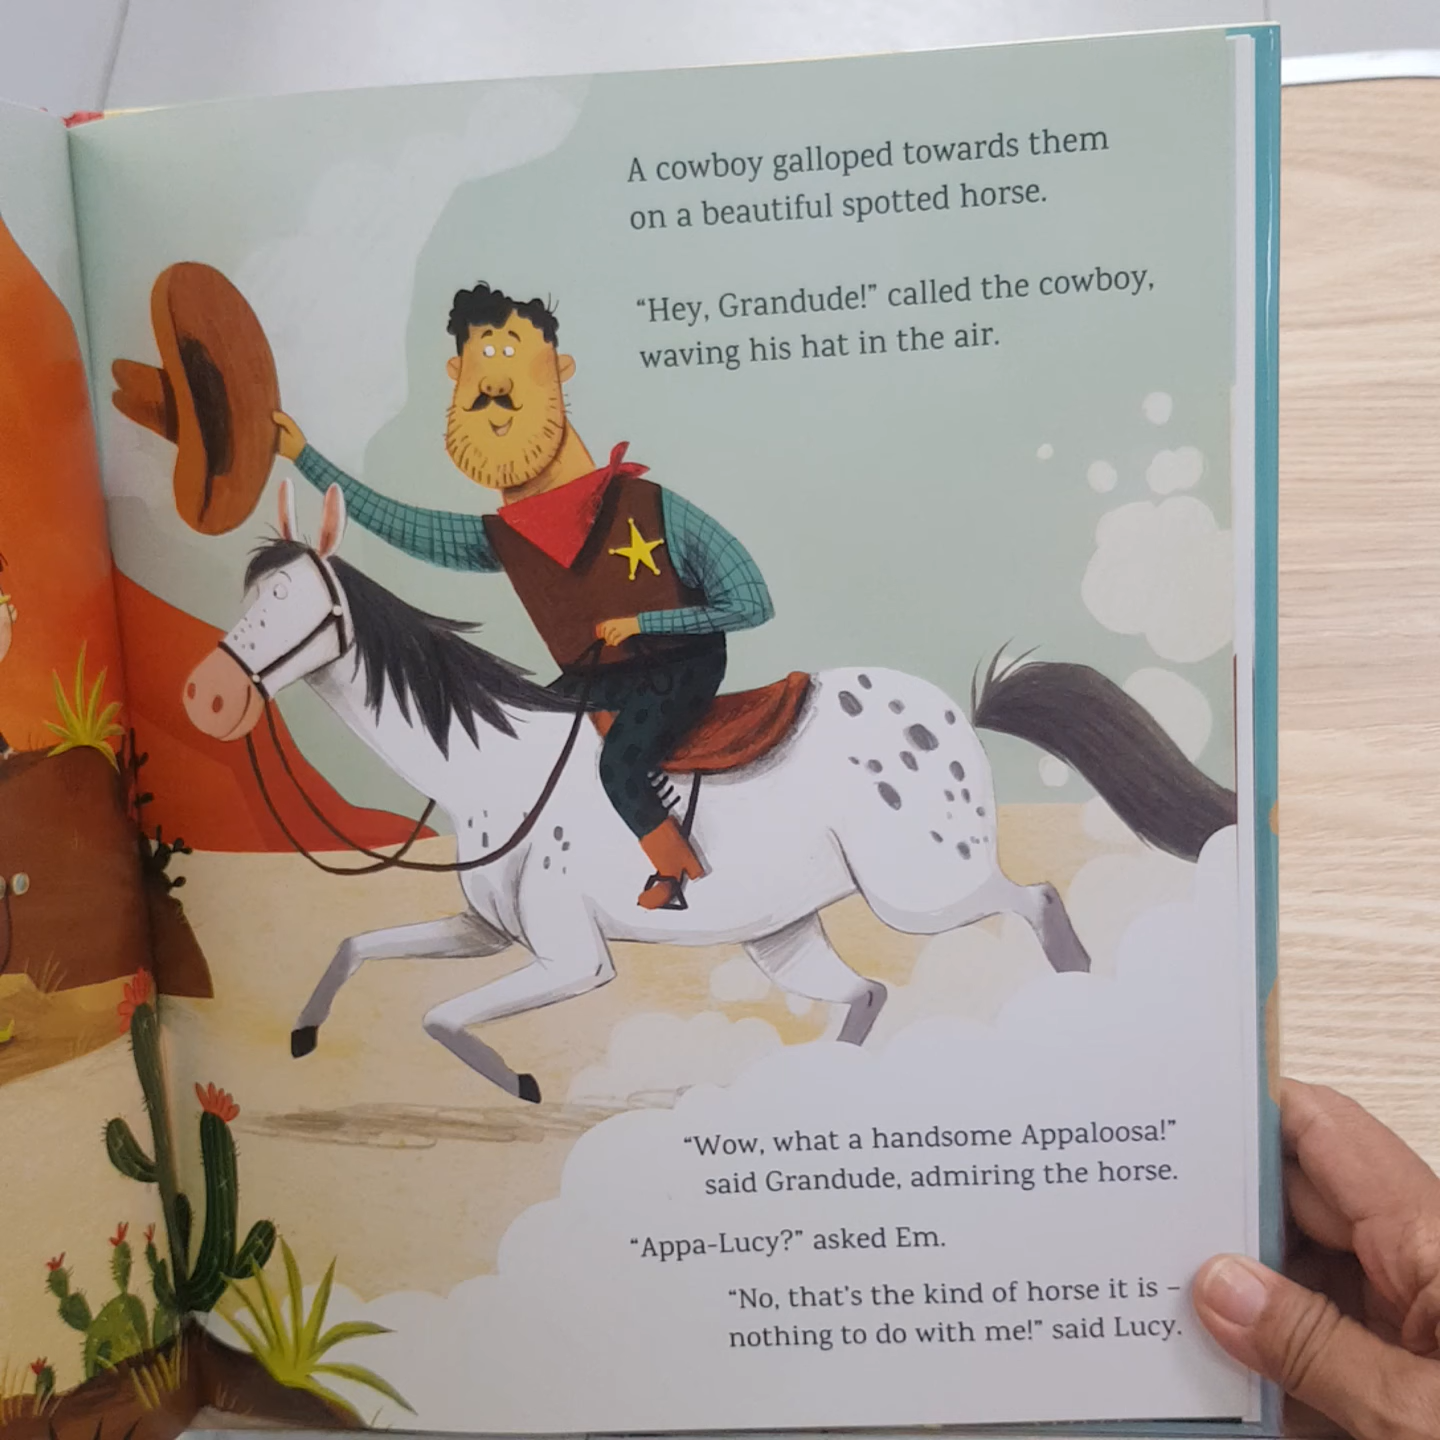 A cowboy galloped towards them
on a beautiful spotted horse.
“Hey, Grandude!” called the cowboy,
waving his hat in the air.
“Wow, what a handsome Appaloosa!”
said Grandude, admiring the horse.
“Appa-Lucy?” asked Em.
“No, that’s the kind of horse it is –
nothing to do with me!” said Lucy.